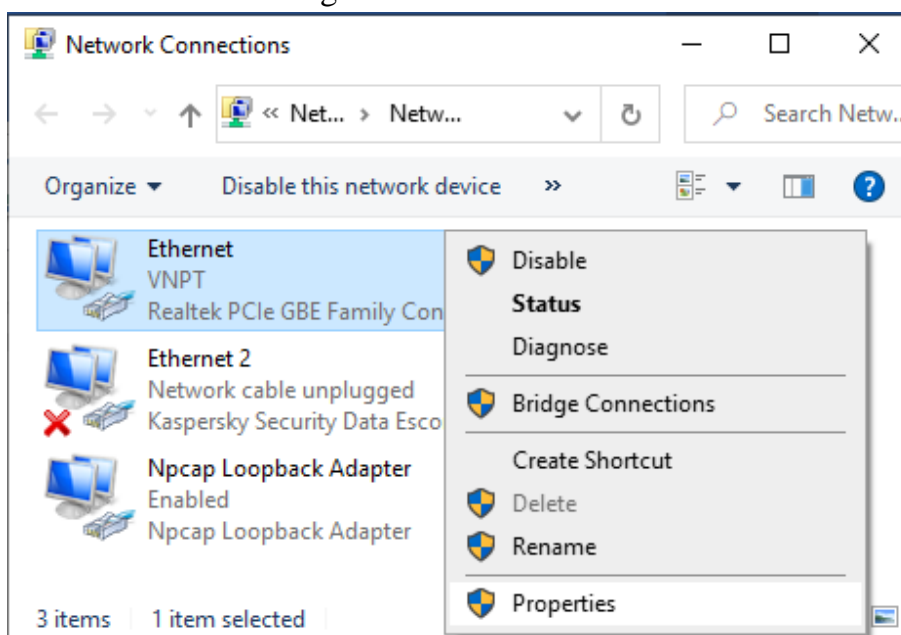 Network Connections
« Net... › Netw...
Search Netw..
Organize
Disable this network device
»
?
Ethernet
VNPT
Realtek PCIe GBE Family Con
Ethernet 2
Network cable unplugged
Kaspersky Security Data Esco
Npcap Loopback Adapter
Enabled
Npcap Loopback Adapter
Disable
Status
Diagnose
Bridge Connections
Create Shortcut
Delete
Rename
Properties
3 items
1 item selected